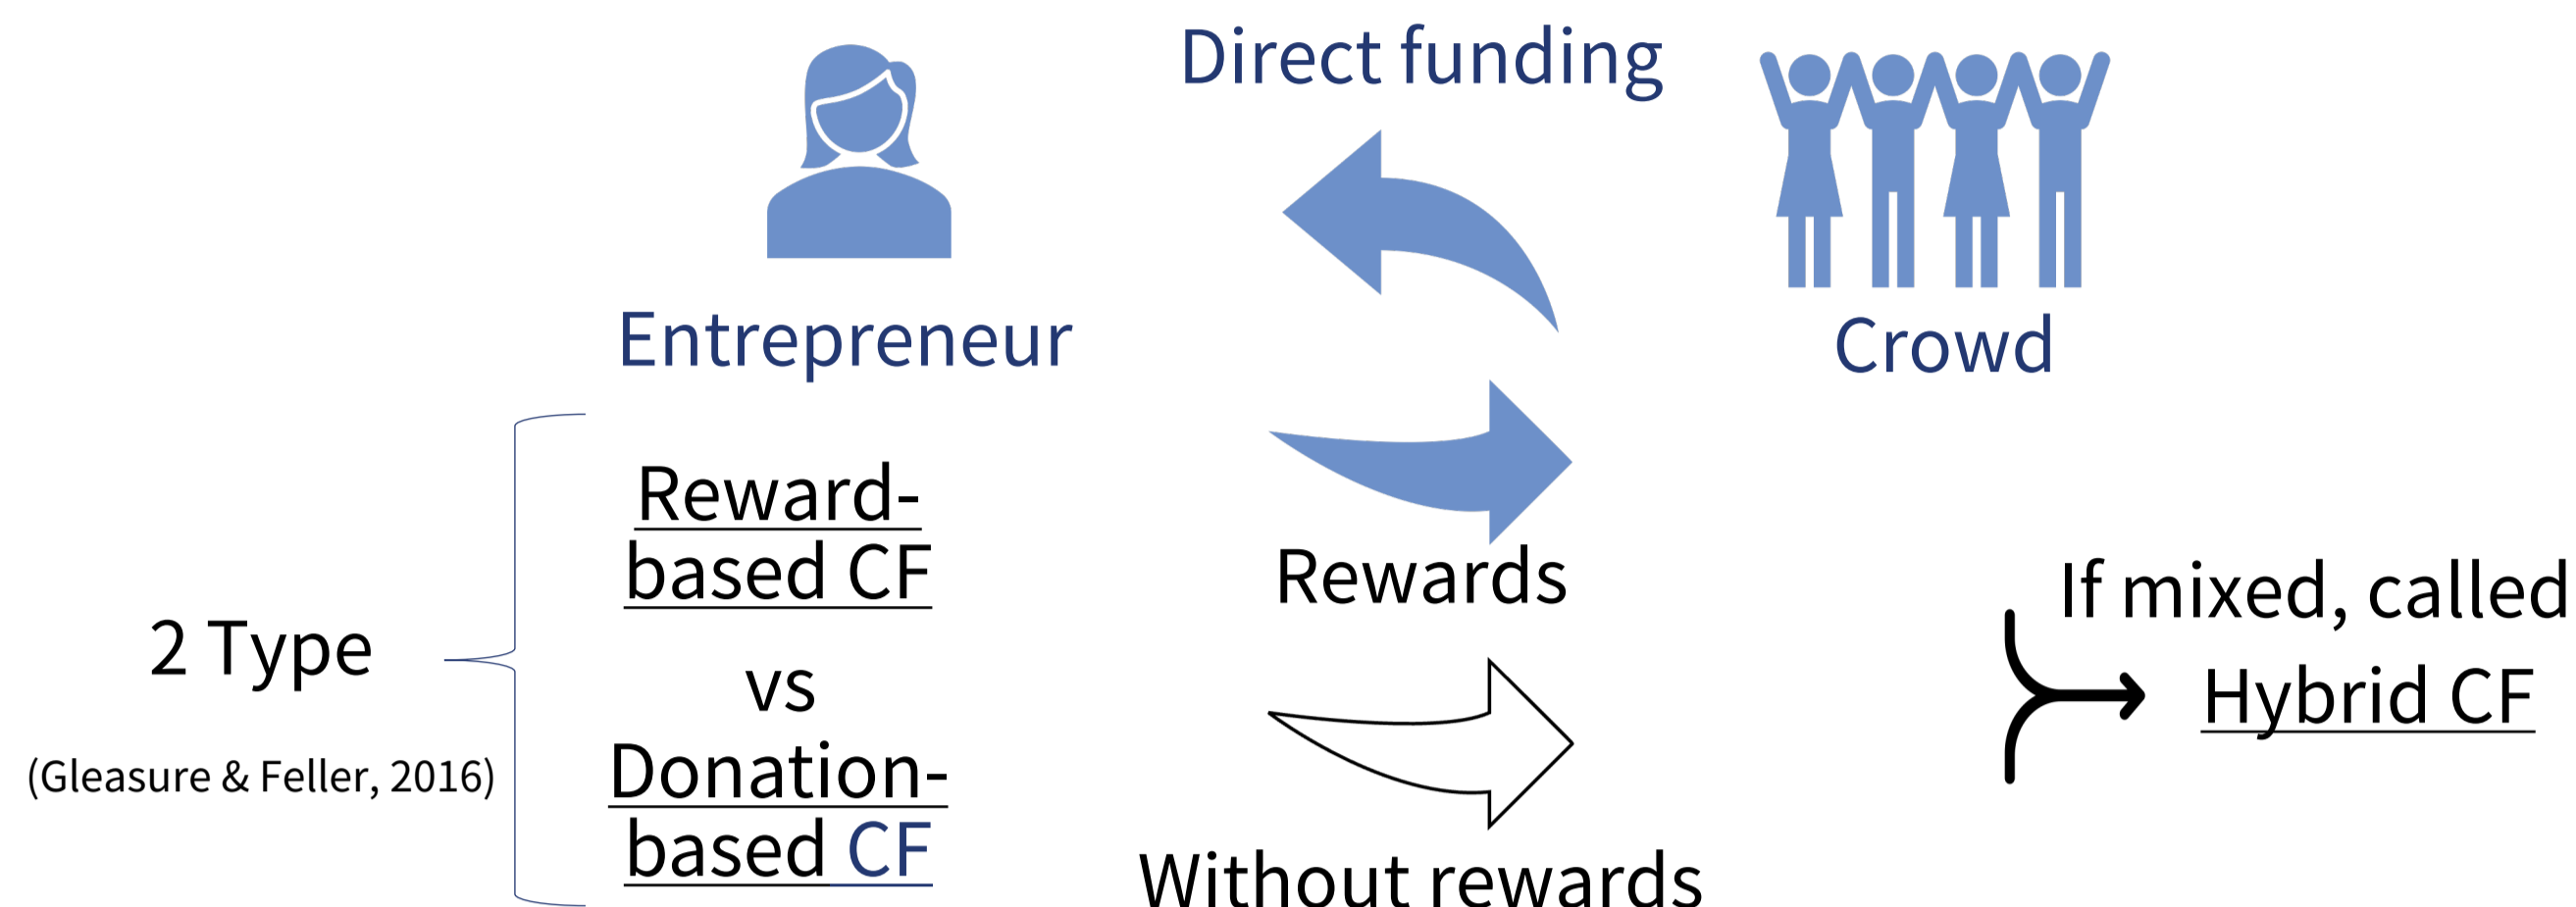 Direct funding
Entrepreneur
Crowd
2 Type
(Gleasure & Feller, 2016)
Reward-
based CF
vs
Donation-
based CF
Rewards
Without rewards
If mixed, called
Hybrid CF